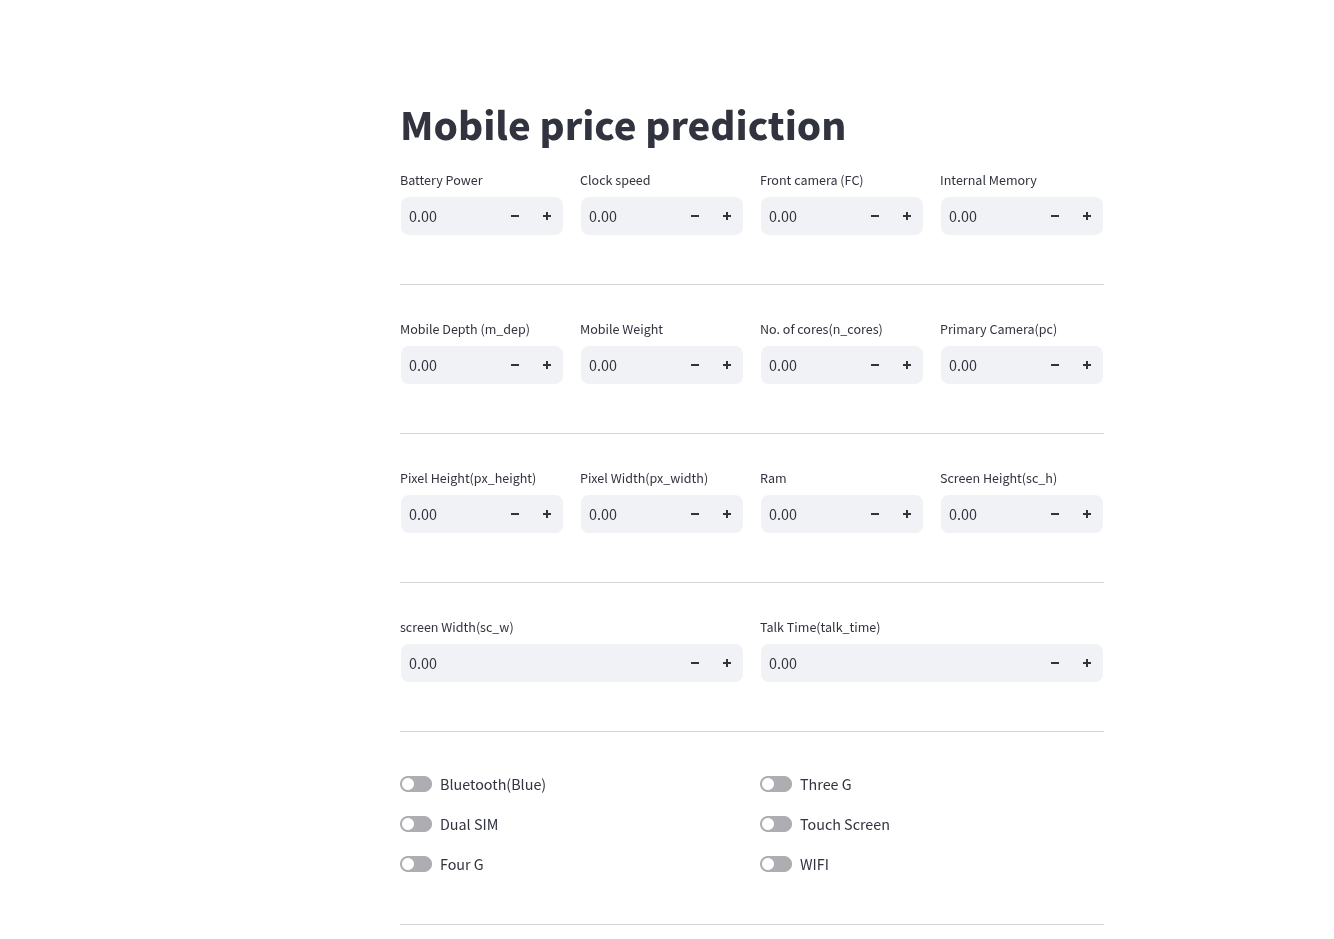 Mobile price prediction
Battery Power Clock speed Front camera (FC) Internal Memory
0.00 0.00 0.00 0.00
Mobile Depth (m_dep) Mobile Weight No. of cores(n_cores) Primary Camera(pc)
0.00 0.00 0.00 0.00
Pixel Height(px_height) Pixel Width(px_width) Ram Screen Height(sc_h)
0.00 0.00 0.00 0.00
screen Width(sc_w) Talk Time(talk_time)
0.00 0.00
Bluetooth(Blue) Three G
Dual SIM Touch Screen
Four G WIFI